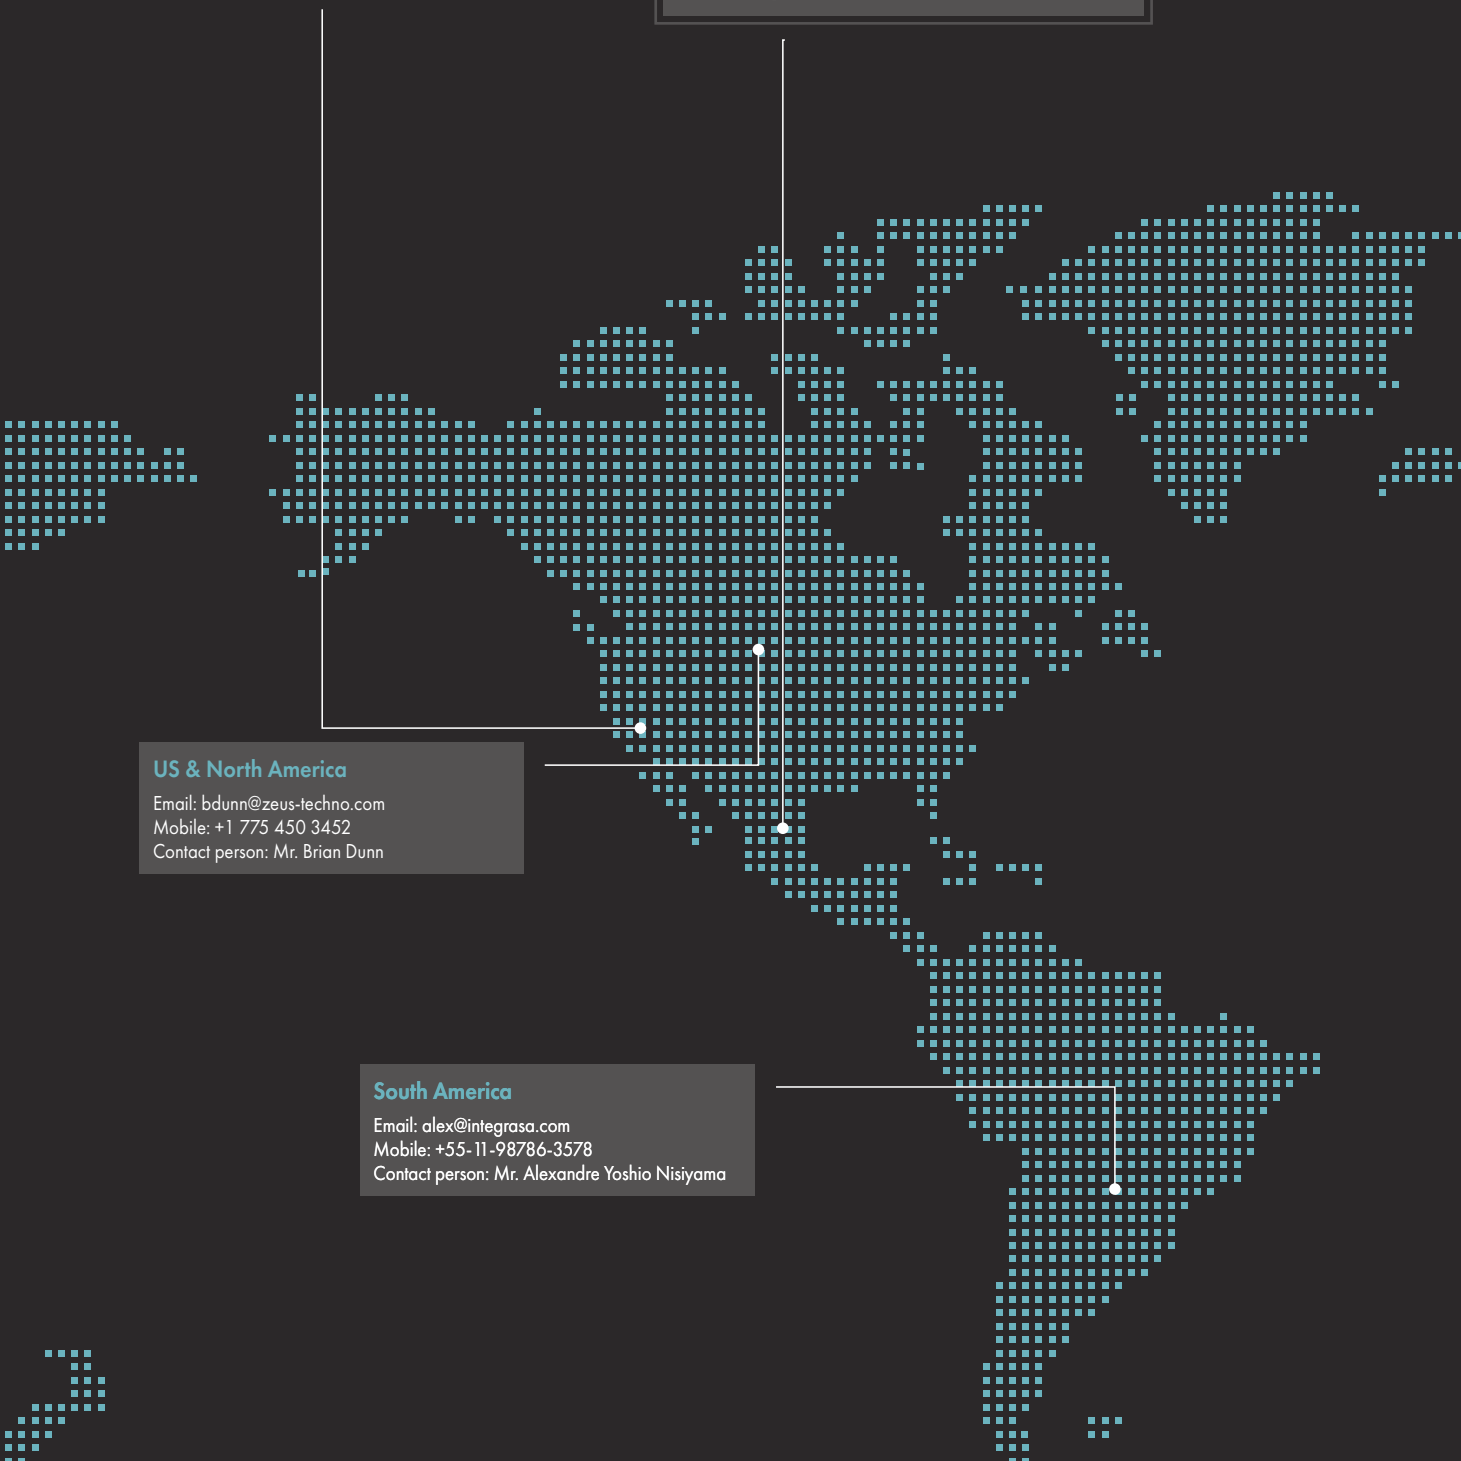 US & North America
Email: bdunn@zeus-techno.com
Mobile: +1 775 450 3452
Contact person: Mr. Brian Dunn
South America
Email: alex@integrasa.com
Mobile: +55-11-98786-3578
Contact person: Mr. Alexandre Yoshio Nisiyama